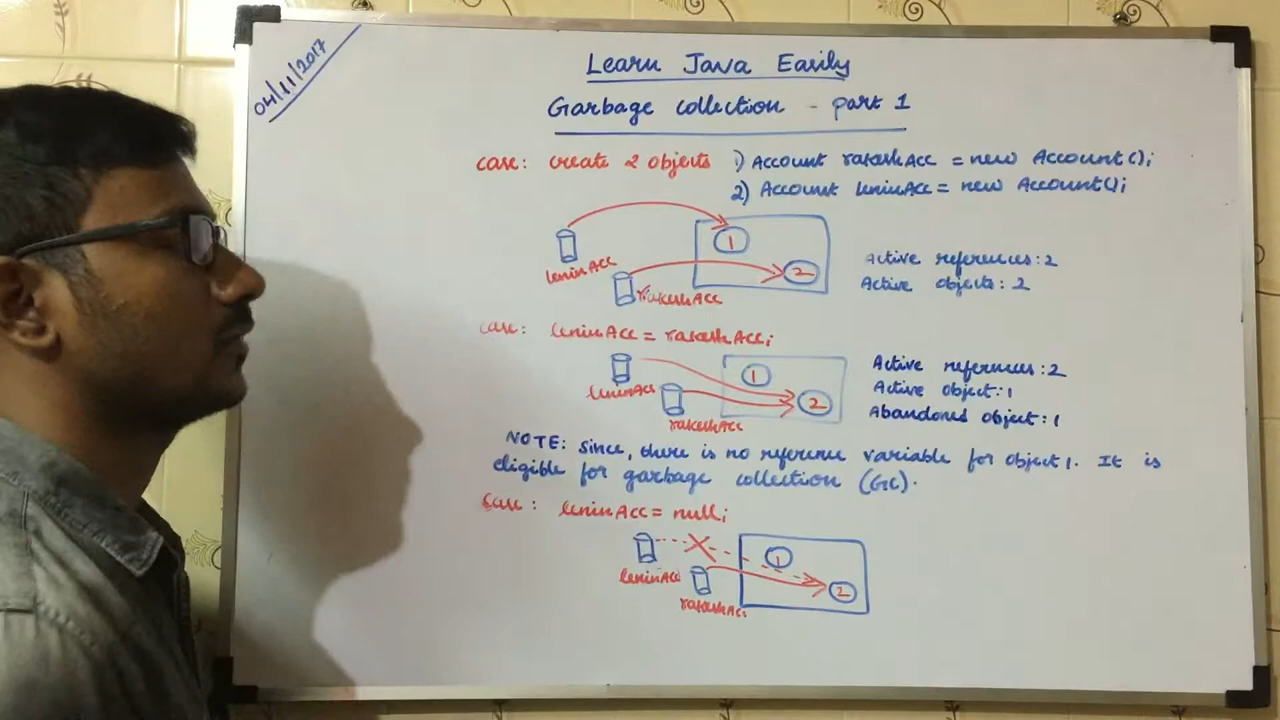 04/11/2017
Learn Java Easily
Garbage collection - part 1
case: create 2 objects 1) Account rakeshAcc = new Account();
2) Account leninAcc = new Account();
1
leninAcc
2
rakeshAcc
Active references: 2
Active objects: 2
case: leninAcc = rakeshAcc;
1
leninAcc
2
rakeshAcc
Active references: 2
Active object: 1
Abandoned object: 1
NOTE: Since, there is no reference variable for object 1. It is
eligible for garbage collection (GC).
Case: leninAcc = null;
1
leninAcc
2
rakeshAcc